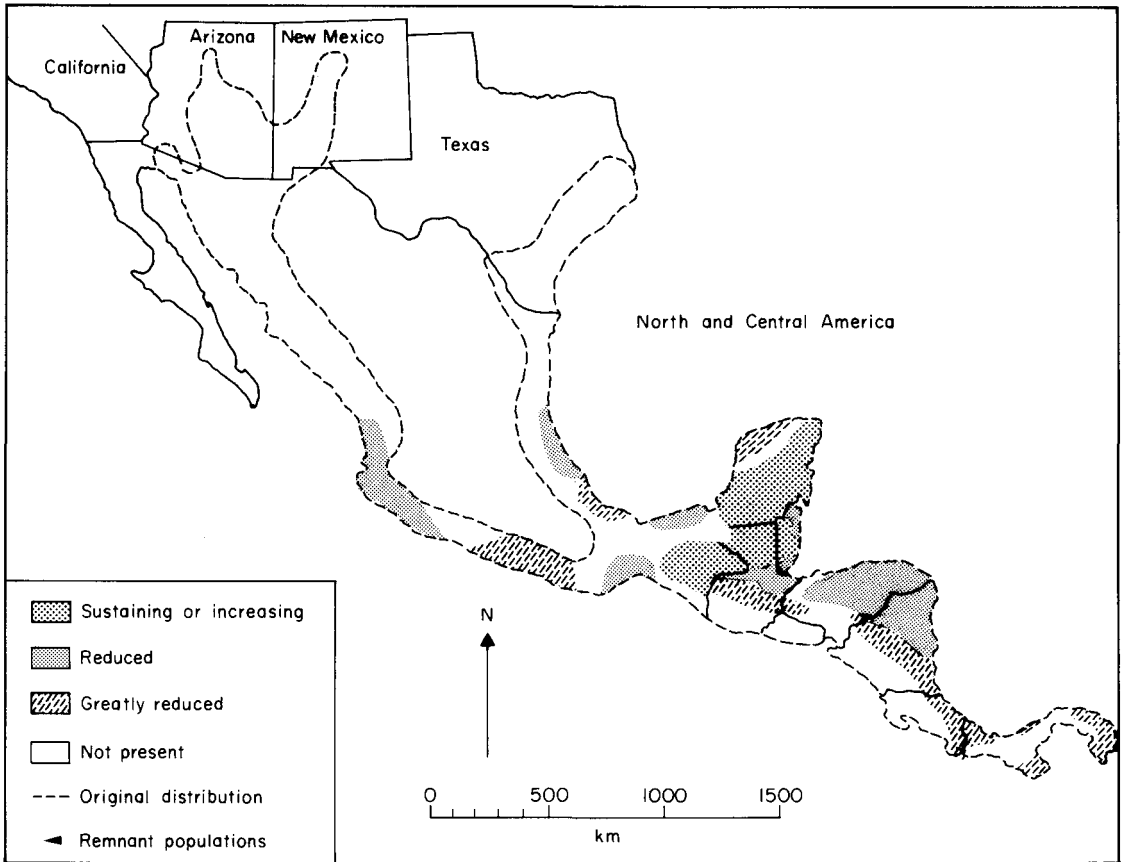 Arizona
New Mexico
California
Texas
North and Central America
Sustaining or increasing
Reduced
Greatly reduced
Not present
Original distribution
Remnant populations
N
0 500 1000 1500
km